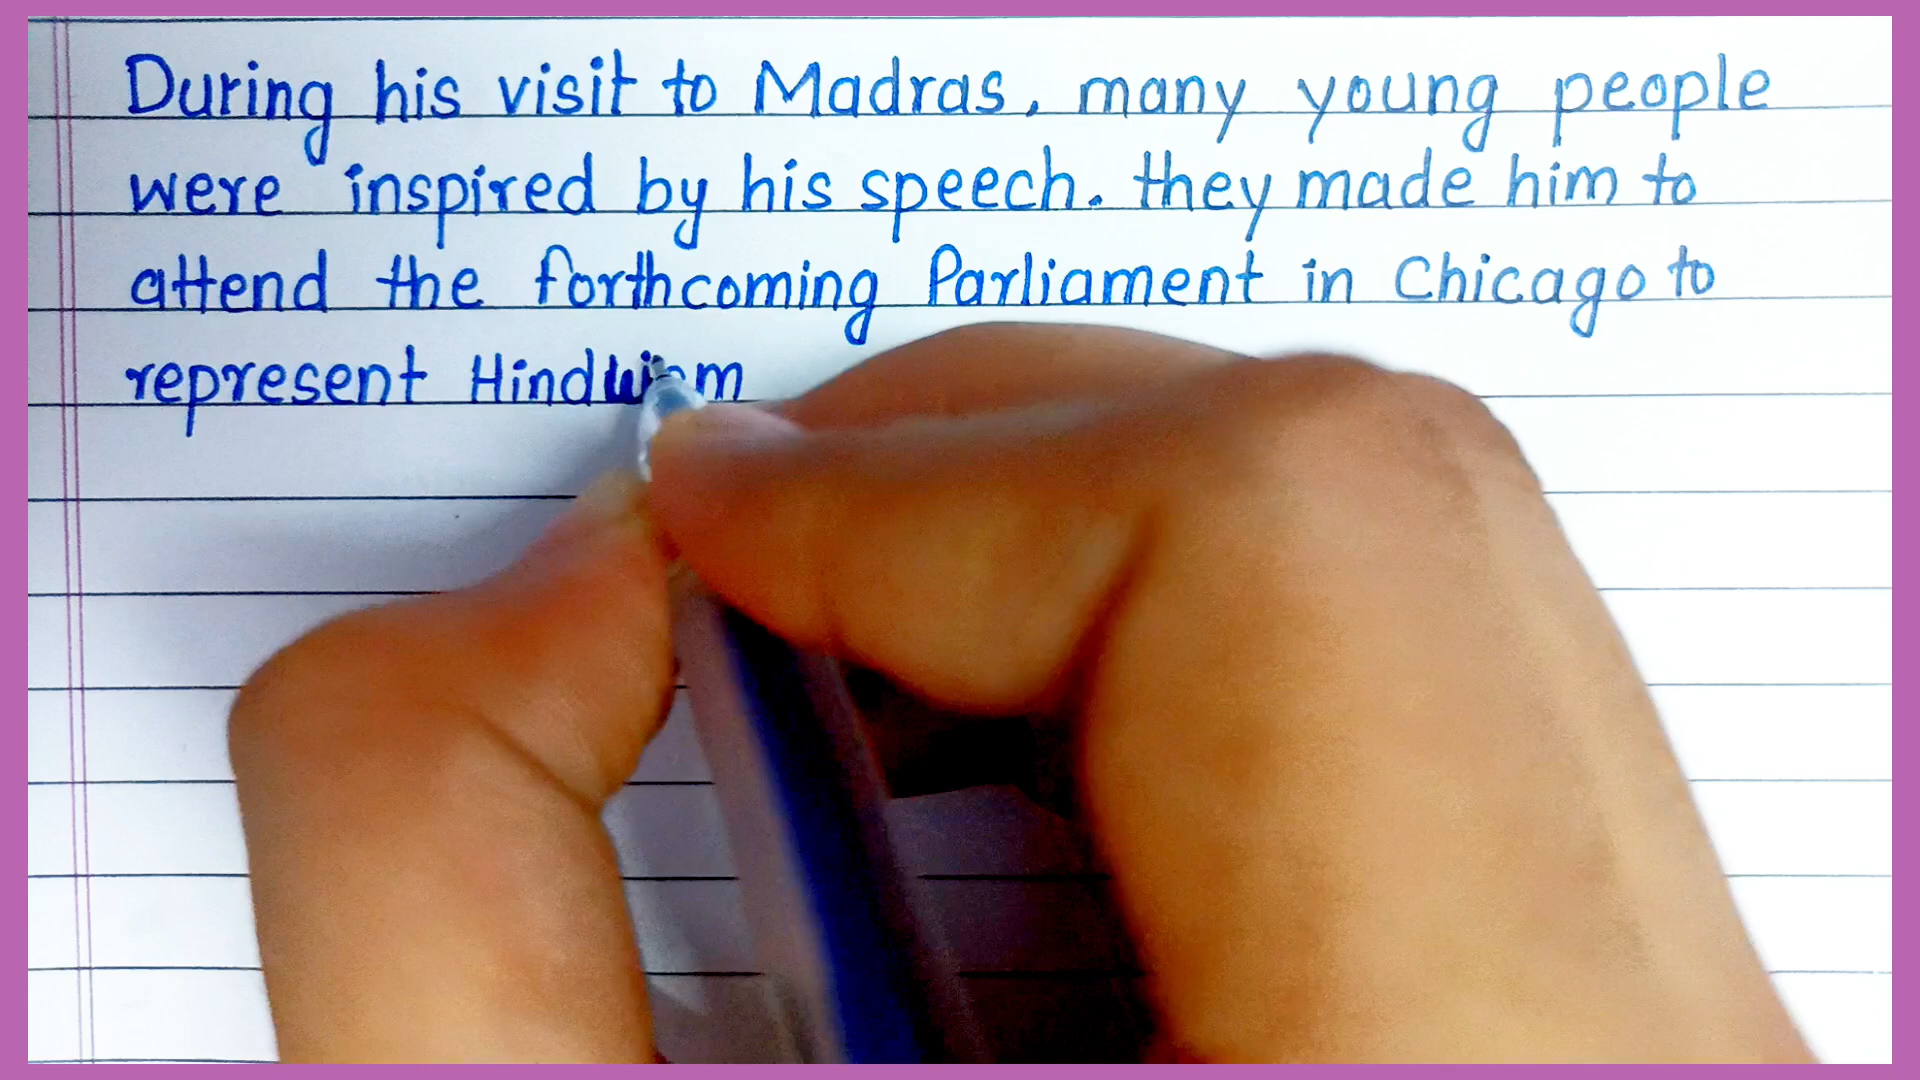 During his visit to Madras, many young people
were inspired by his speech. they made him to
attend the forthcoming Parliament in Chicago to
represent Hinduism